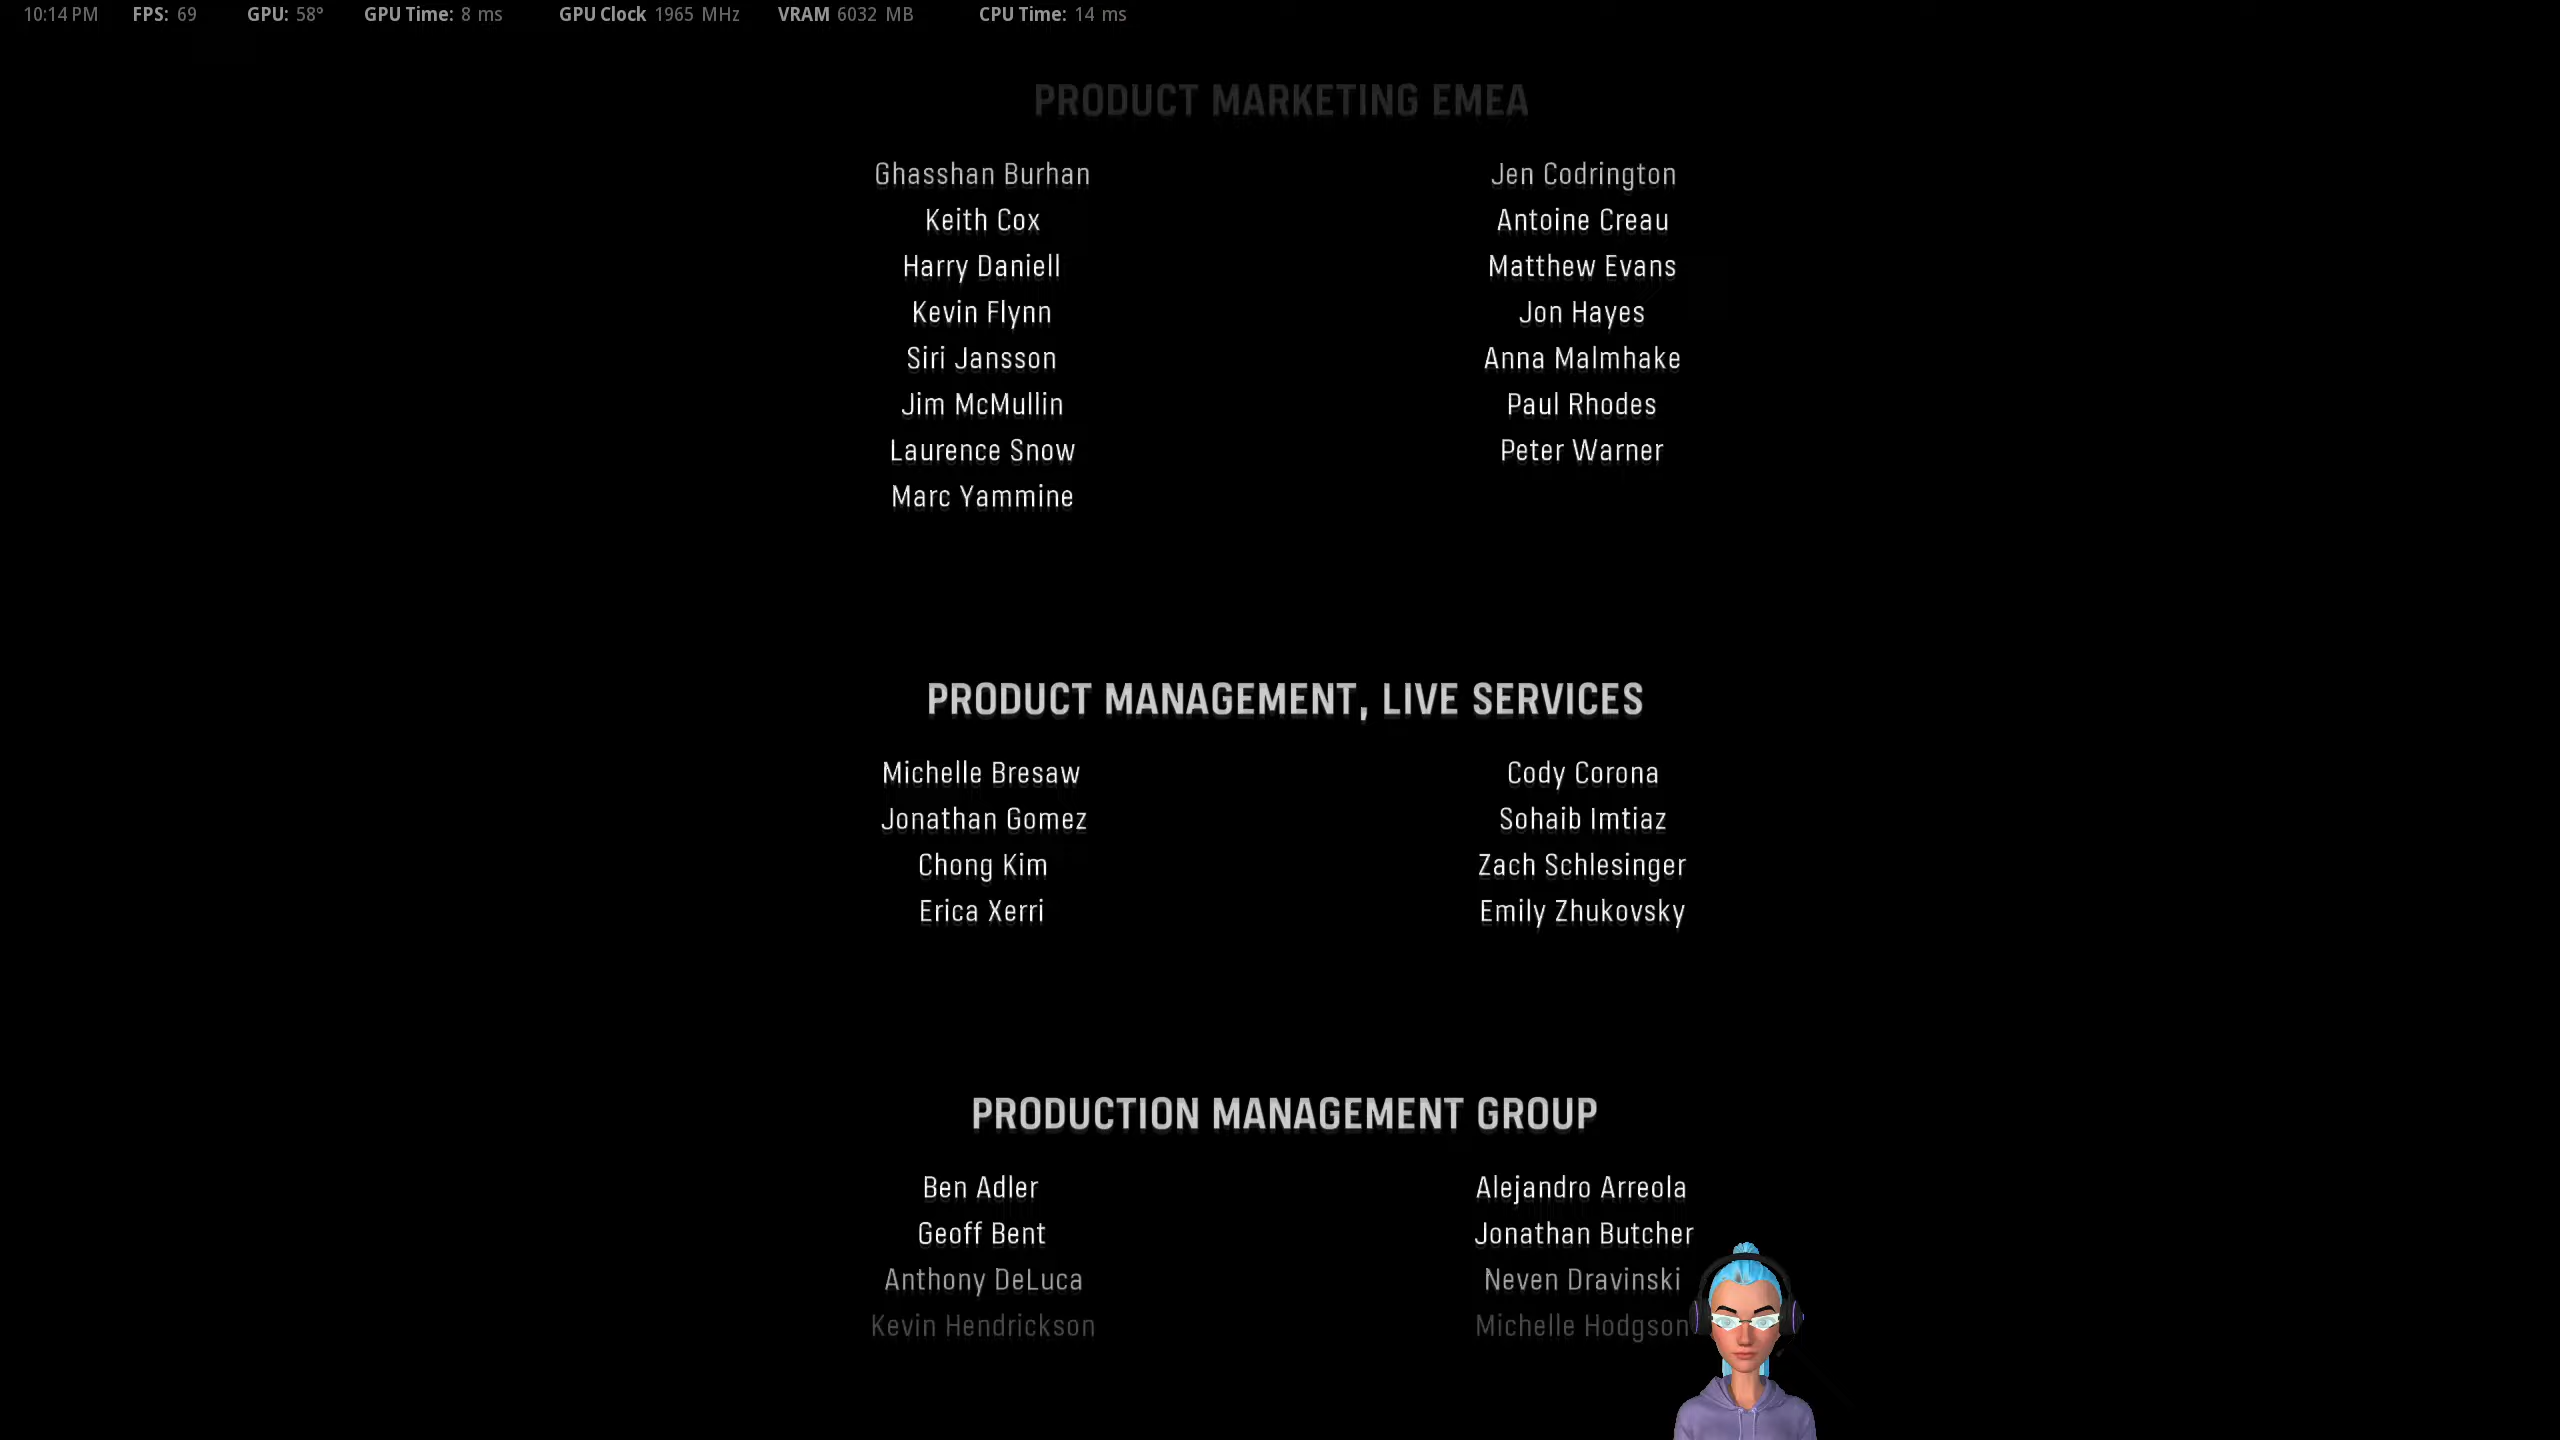 10:14 PM FPS: 69 GPU: 58° GPU Time: 8 ms GPU Clock 1965 MHz VRAM 6032 MB CPU Time: 14 ms
PRODUCT MARKETING EMEA
Ghasshan Burhan Jen Codrington
Keith Cox Antoine Creau
Harry Daniell Matthew Evans
Kevin Flynn Jon Hayes
Siri Jansson Anna Malmhake
Jim McMullin Paul Rhodes
Laurence Snow Peter Warner
Marc Yammine
PRODUCT MANAGEMENT, LIVE SERVICES
Michelle Bresaw Cody Corona
Jonathan Gomez Sohaib Imtiaz
Chong Kim Zach Schlesinger
Erica Xerri Emily Zhukovsky
PRODUCTION MANAGEMENT GROUP
Ben Adler Alejandro Arreola
Geoff Bent Jonathan Butcher
Anthony DeLuca Neven Dravinski
Kevin Hendrickson Michelle Hodgson